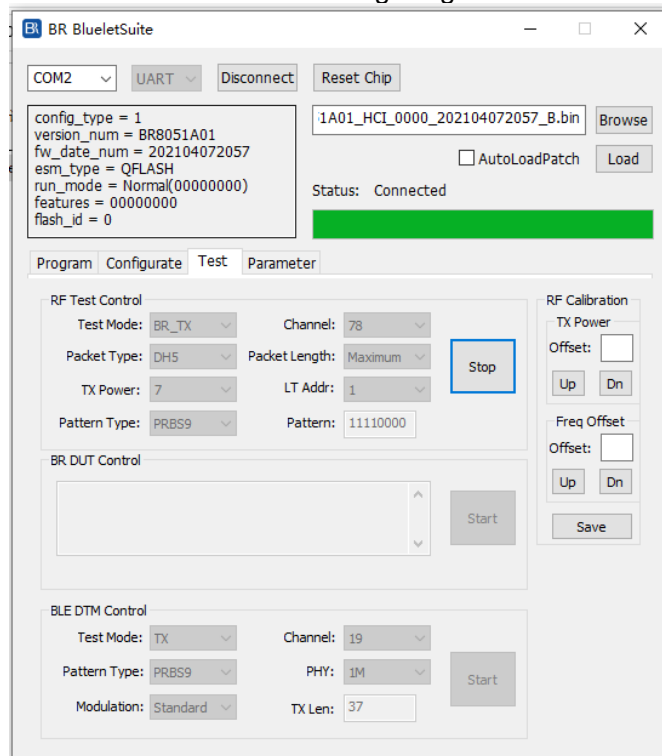 BR BR BlueletSuite
COM2 UART Disconnect Reset Chip
config_type = 1
version_num = BR8051A01
fw_date_num = 202104072057
esm_type = QFLASH
run_mode = Normal(00000000)
features = 00000000
flash_id = 0
1A01_HCI_0000_202104072057_B.bin Browse
AutoLoadPatch Load
Status: Connected
Program Configurate Test Parameter
RF Test Control
Test Mode: BR_TX Channel: 78
Packet Type: DH5 Packet Length: Maximum
TX Power: 7 LT Addr: 1
Pattern Type: PRBS9 Pattern: 11110000
Stop
RF Calibration
TX Power
Offset:
Up Dn
Freq Offset
Offset:
Up Dn
Save
BR DUT Control
Start
BLE DTM Control
Test Mode: TX Channel: 19
Pattern Type: PRBS9 PHY: 1M
Modulation: Standard TX Len: 37
Start